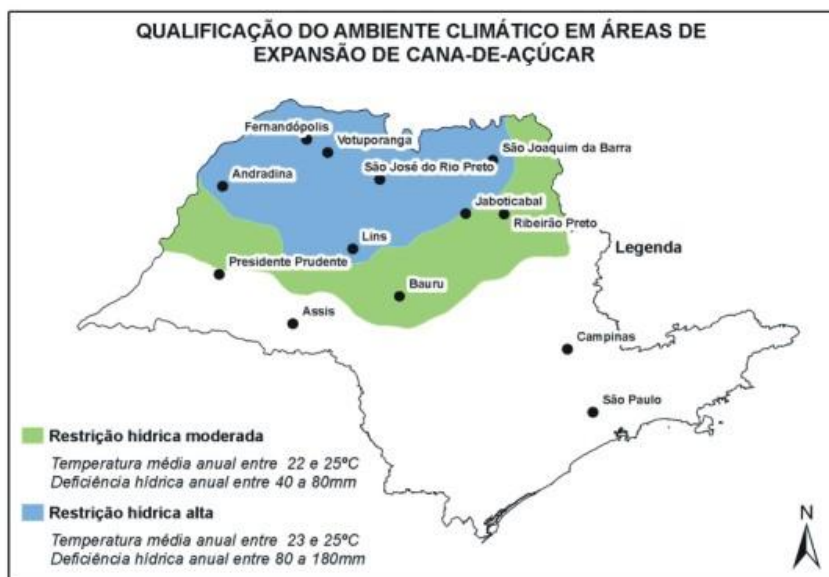 QUALIFICAÇÃO DO AMBIENTE CLIMÁTICO EM ÁREAS DE
EXPANSÃO DE CANA-DE-AÇÚCAR
Fernandópolis
Votuporanga
São Joaquim da Barra
São José do Rio Preto
Andradina
Jaboticabal
Ribeirão Preto
Lins
Legenda
Presidente Prudente
Bauru
Assis
Campinas
São Paulo
Restrição hídrica moderada
Temperatura média anual entre 22 e 25ºC
Deficiência hídrica anual entre 40 a 80mm
Restrição hídrica alta
Temperatura média anual entre 23 e 25ºC
Deficiência hídrica anual entre 80 a 180mm
N